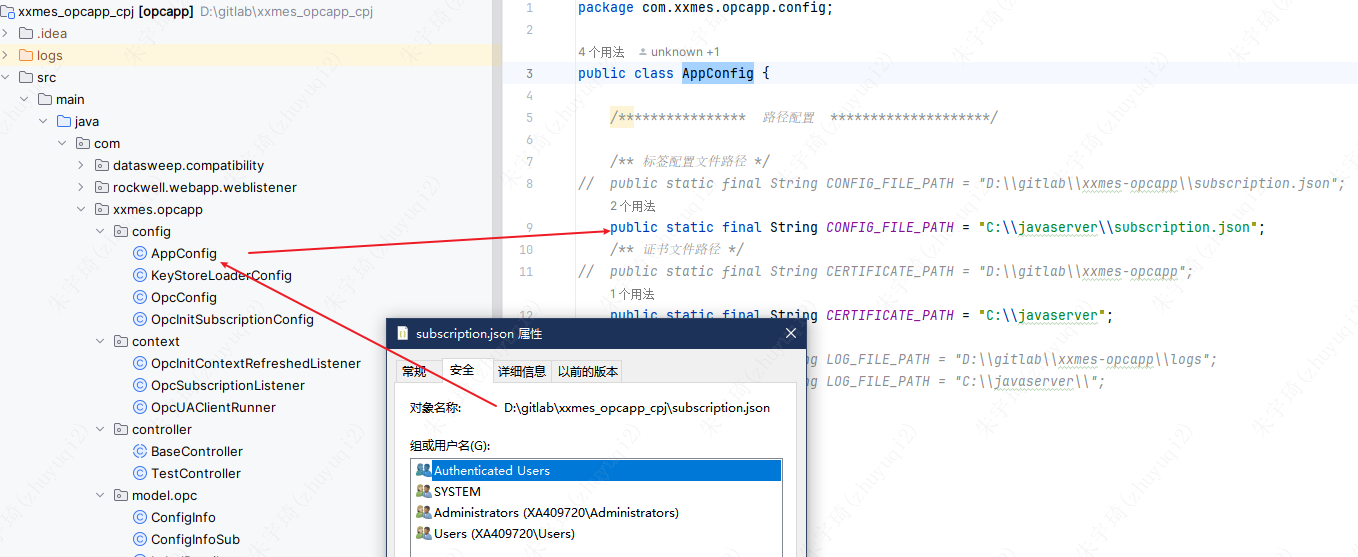 xxmes_opcapp_cpj [opcapp] D:\gitlab\xxmes_opcapp_cpj
.idea
logs
src
main
java
com
datasweep.compatibility
rockwell.webapp.weblistener
xxmes.opcapp
config
AppConfig
KeyStoreLoaderConfig
OpcConfig
OpcInitSubscriptionConfig
context
OpcInitContextRefreshedListener
OpcSubscriptionListener
OpcUAClientRunner
controller
BaseController
TestController
model.opc
ConfigInfo
ConfigInfoSub
1 package com.xxmes.opcapp.config;
2
4 个用法 unknown +1
3 public class AppConfig {
4
5 /**************** 路径配置 ********************/
6
7 /** 标签配置文件路径 */
8 // public static final String CONFIG_FILE_PATH = "D:\\gitlab\\xxmes-opcapp\\subscription.json";
2 个用法
9 public static final String CONFIG_FILE_PATH = "C:\\javaserver\\subscription.json";
10 /** 证书文件路径 */
11 // public static final String CERTIFICATE_PATH = "D:\\gitlab\\xxmes-opcapp";
1 个用法
12 public static final String CERTIFICATE_PATH = "C:\\javaserver";
ng LOG_FILE_PATH = "D:\\gitlab\\xxmes-opcapp\\logs";
ng LOG_FILE_PATH = "C:\\javaserver\\";
subscription.json 属性
常规 安全 详细信息 以前的版本
对象名称: D:\gitlab\xxmes_opcapp_cpj\subscription.json
组或用户名(G):
Authenticated Users
SYSTEM
Administrators (XA409720\Administrators)
Users (XA409720\Users)